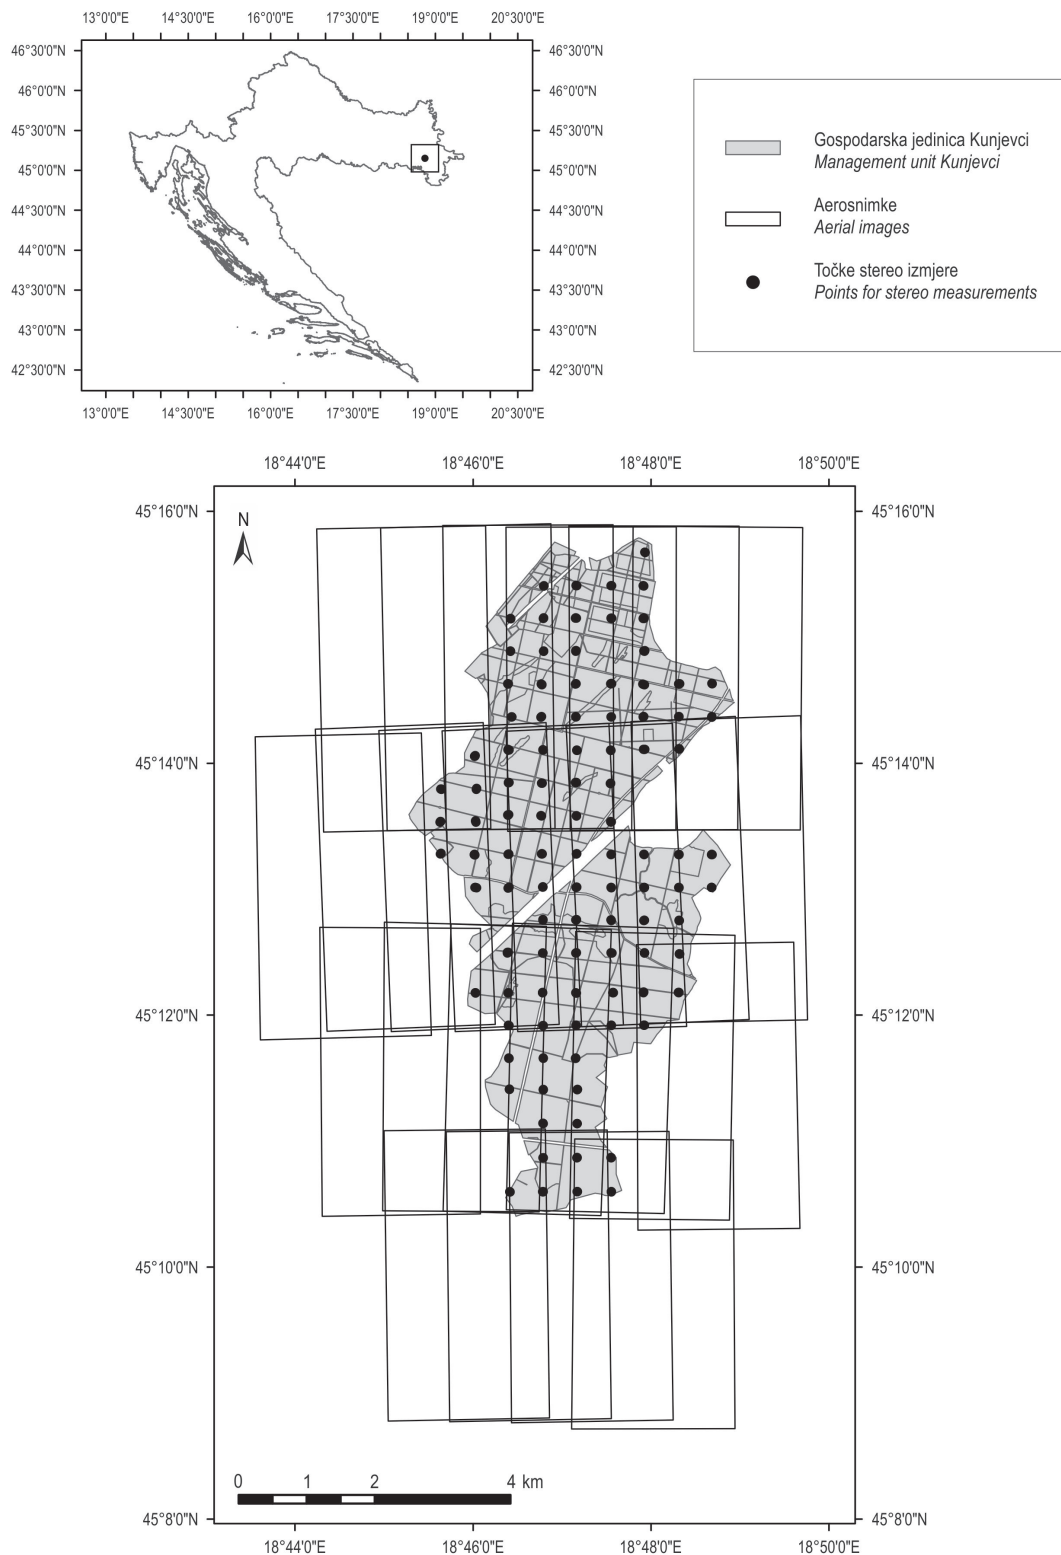 13°0'0"E 14°30'0"E 16°0'0"E 17°30'0"E 19°0'0"E 20°30'0"E
46°30'0"N 46°30'0"N
46°0'0"N 46°0'0"N
45°30'0"N 45°30'0"N
45°0'0"N 45°0'0"N
44°30'0"N 44°30'0"N
44°0'0"N 44°0'0"N
43°30'0"N 43°30'0"N
43°0'0"N 43°0'0"N
42°30'0"N 42°30'0"N
13°0'0"E 14°30'0"E 16°0'0"E 17°30'0"E 19°0'0"E 20°30'0"E
Gospodarska jedinica Kunjevci
Management unit Kunjevci
Aerosnimke
Aerial images
Točke stereo izmjere
Points for stereo measurements
18°44'0"E 18°46'0"E 18°48'0"E 18°50'0"E
45°16'0"N 45°16'0"N
N
45°14'0"N 45°14'0"N
45°12'0"N 45°12'0"N
45°10'0"N 45°10'0"N
0 1 2 4 km
45°8'0"N 45°8'0"N
18°44'0"E 18°46'0"E 18°48'0"E 18°50'0"E